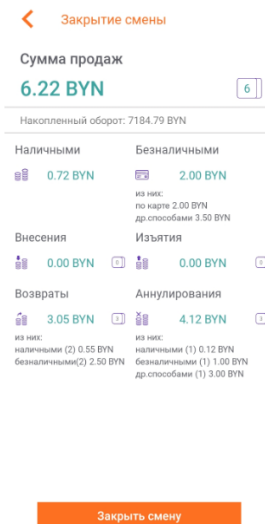 Закрытие смены
Сумма продаж
6.22 BYN
6
Накопленный оборот: 7184.79 BYN
Наличными
Безналичными
0.72 BYN
2.00 BYN
из них:
по карте 2.00 BYN
др.способами 3.50 BYN
Внесения
Изъятия
0.00 BYN
0
0.00 BYN
Возвраты
Аннулирования
3.05 BYN
3
4.12 BYN
3
из них:
наличными (2) 0.55 BYN
безналичными(2) 2.50 BYN
из них:
наличными (1) 0.12 BYN
безналичными (1) 1.00 BYN
др.способами (1) 3.00 BYN
Закрыть смену